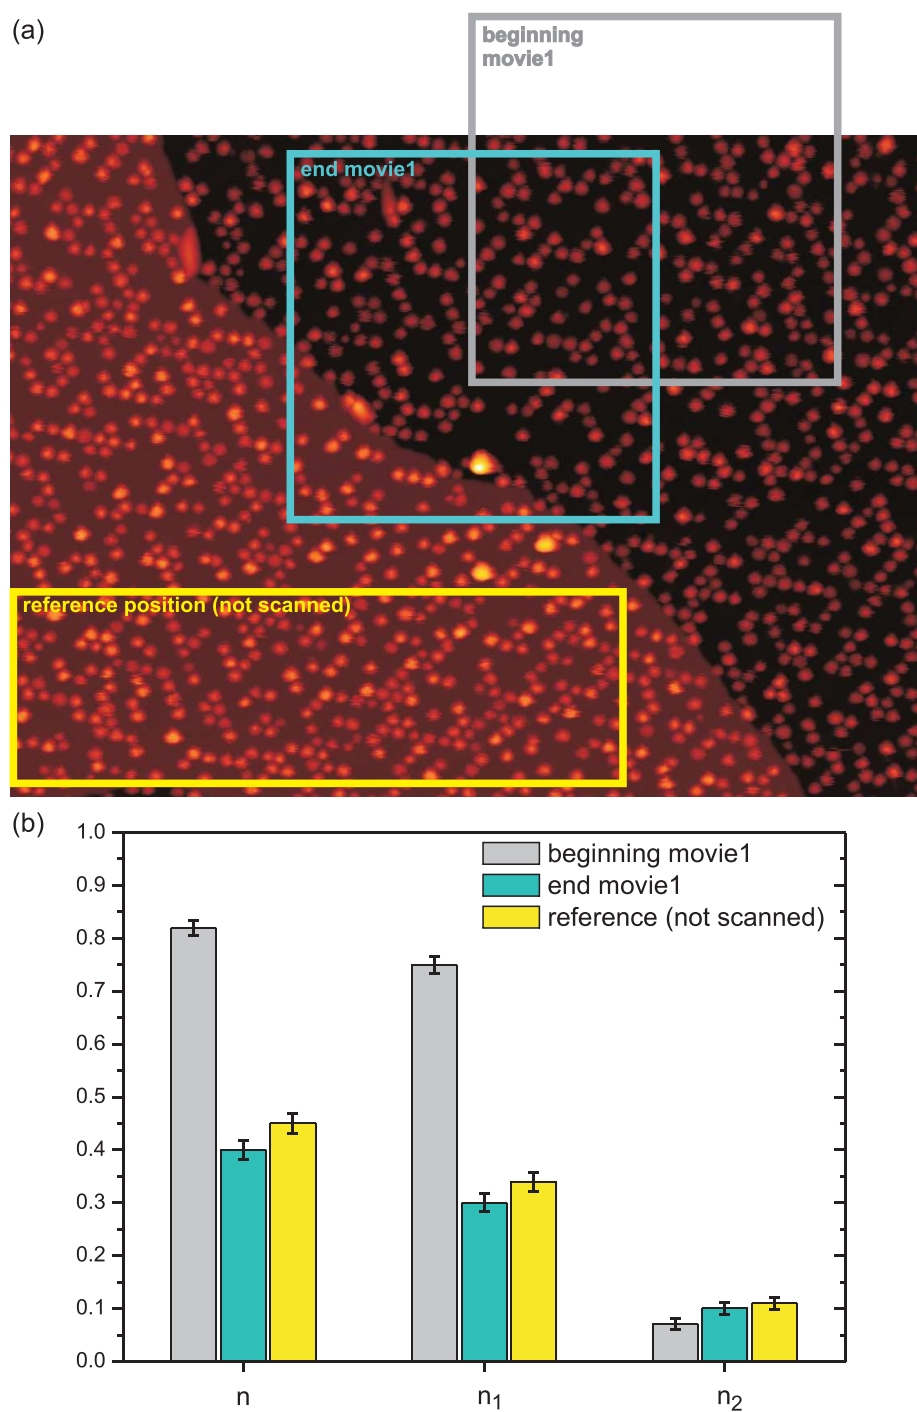 (a)
beginning
movie1
end movie1
reference position (not scanned)
(b)
1.0
0.9
0.8
0.7
0.6
0.5
0.4
0.3
0.2
0.1
0.0
beginning movie1
end movie1
reference (not scanned)
n n₁ n₂